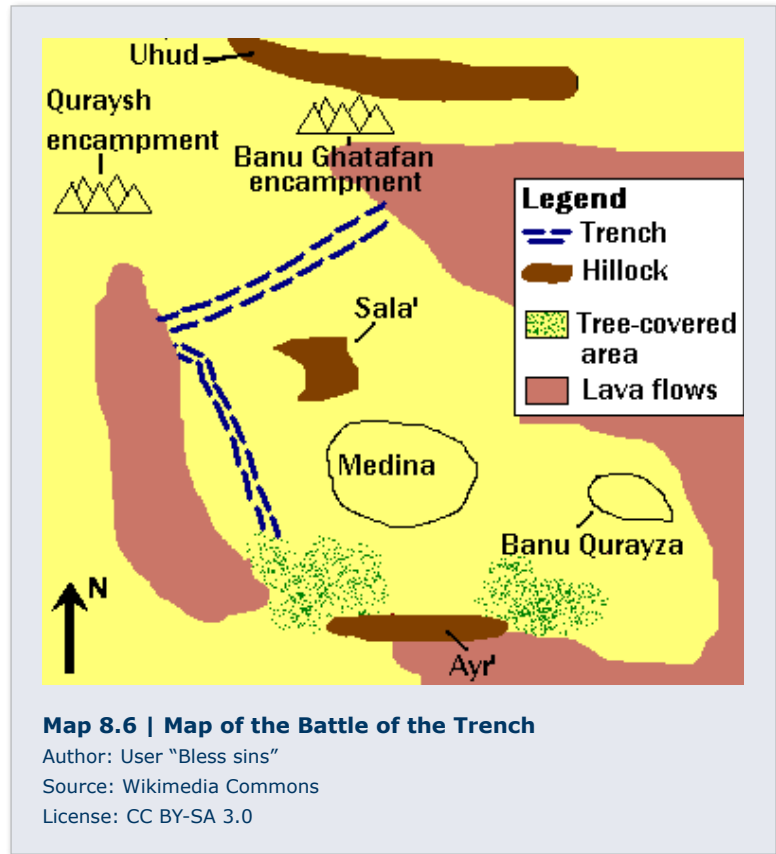 Uhud
Quraysh
encampment
Banu Ghatafan
encampment
Legend
Trench
Hillock
Tree-covered
area
Lava flows
Sala'
Medina
Banu Qurayza
N
Ayr'
Map 8.6 | Map of the Battle of the Trench
Author: User “Bless sins”
Source: Wikimedia Commons
License: CC BY-SA 3.0